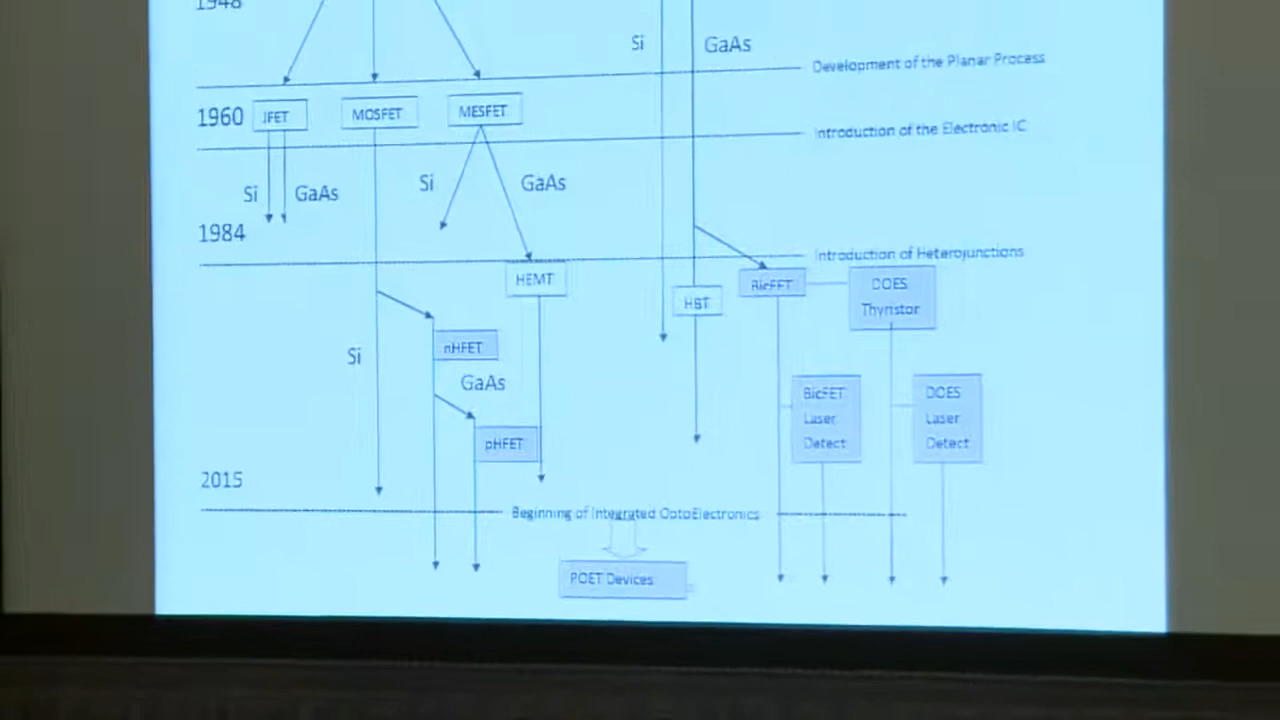 1948
Si
GaAs
Development of the Planar Process
1960
JFET
MOSFET
MESFET
Introduction of the Electronic IC
Si
GaAs
Si
GaAs
1984
Introduction of Heterojunctions
HEMT
BicFET
DOES
Thyristor
HBT
Si
nHFET
GaAs
BicFET
Laser
Detect
DOES
Laser
Detect
pHFET
2015
Beginning of Integrated OptoElectronics
POET Devices